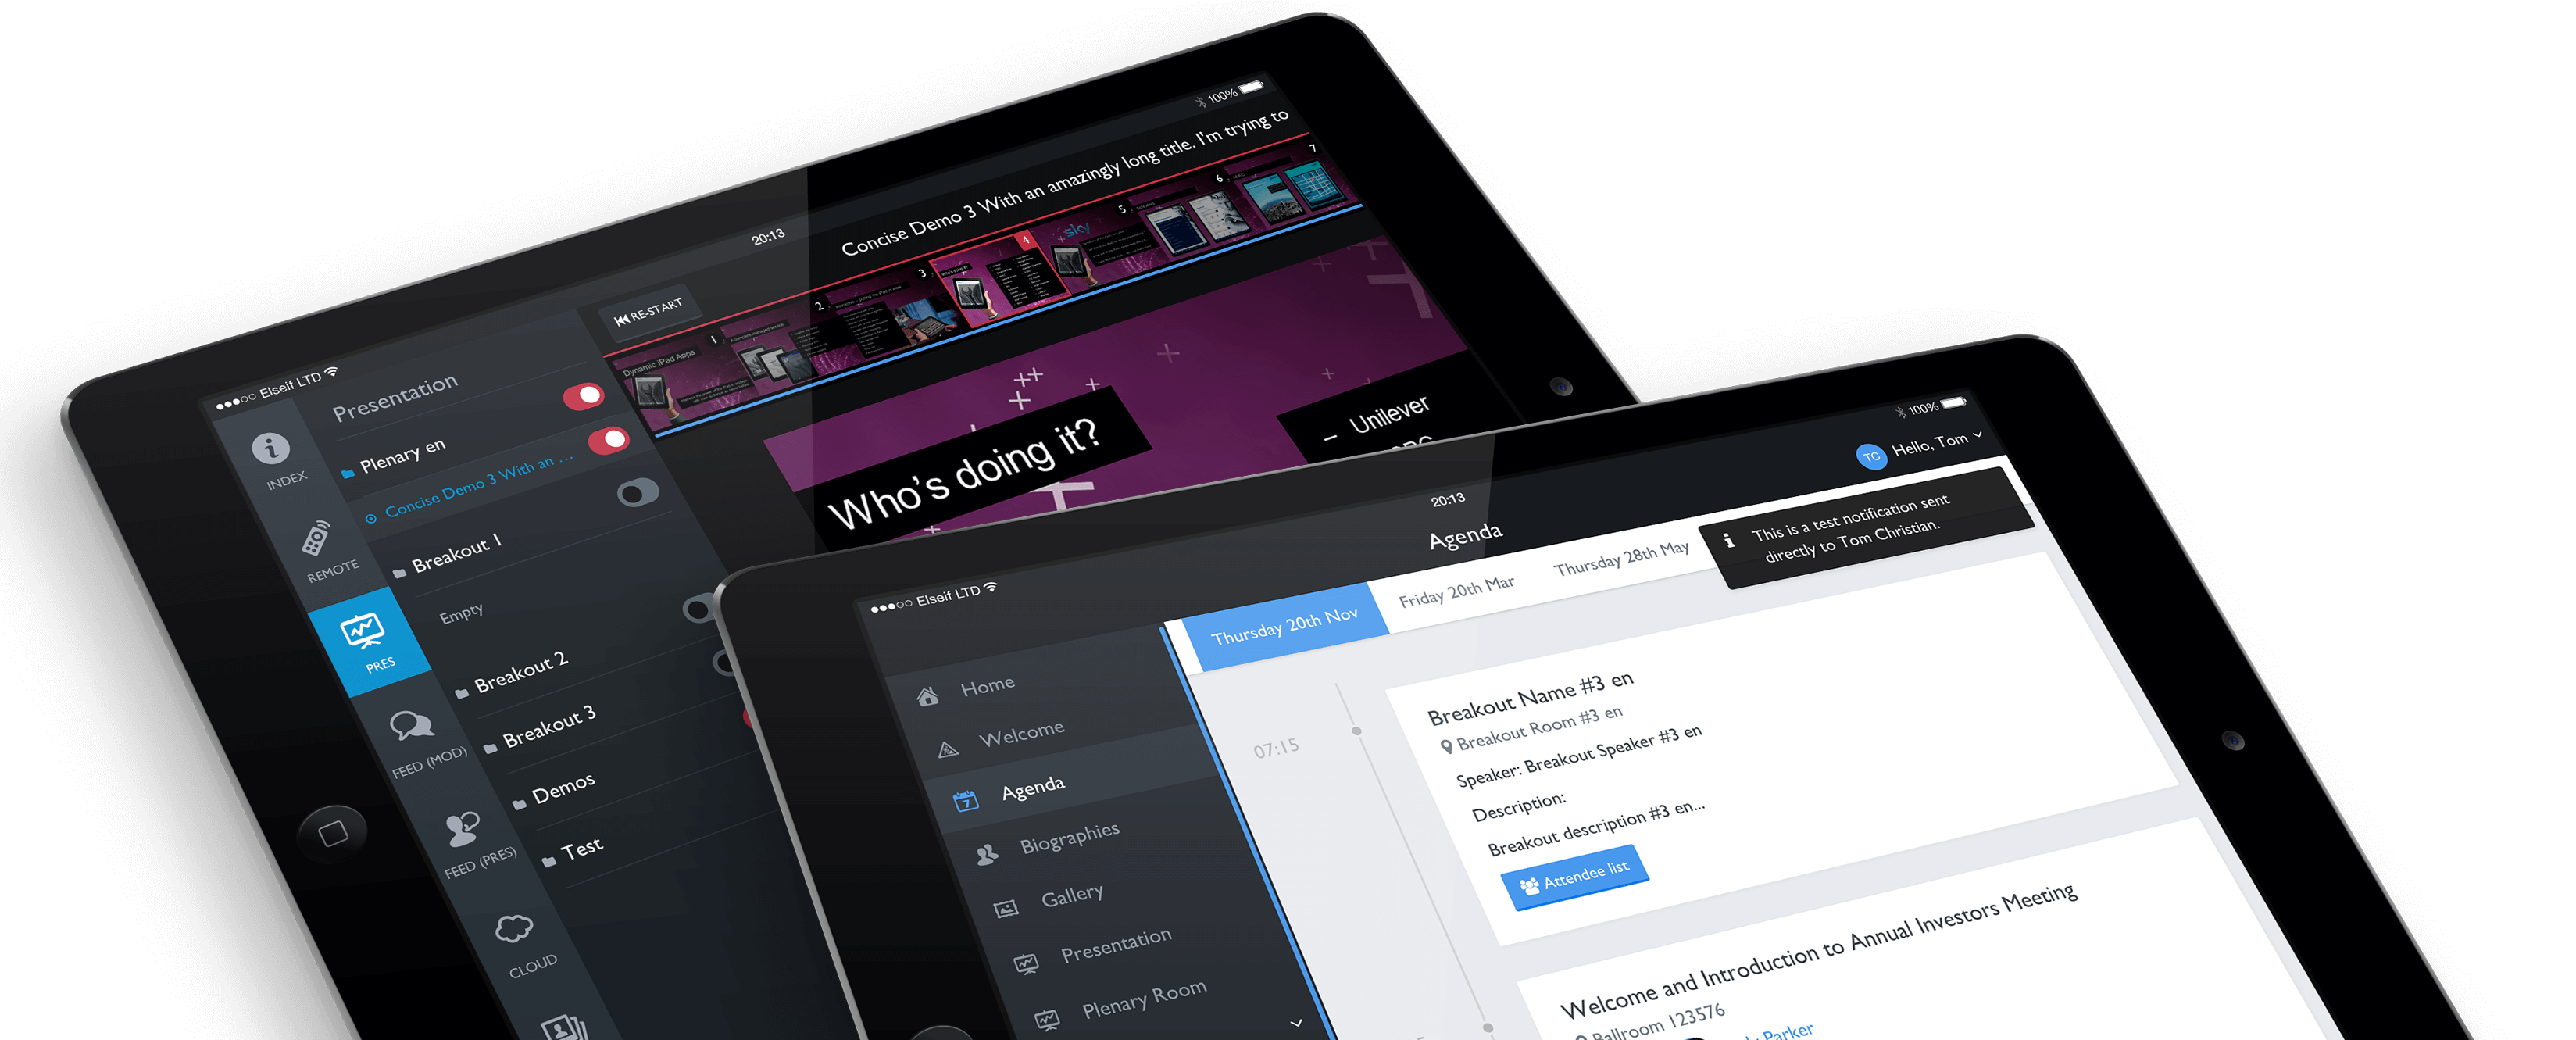 ●●●○○ Elseif LTD
20:13
100%
Presentation
RE-START
Concise Demo 3 With an amazingly long title. I'm trying to
INDEX
REMOTE
PRES
FEED (MOD)
FEED (PRES)
CLOUD
Plenary en
Concise Demo 3 With an ...
Breakout 1
Empty
Breakout 2
Breakout 3
Demos
Test
1
Dynamic iPad Apps
2
3
4
Who's doing it?
5
sky
6
7
Who's doing it?
– Unilever
●●●○○ Elseif LTD
20:13
100%
Agenda
TC Hello, Tom
This is a test notification sent
directly to Tom Christian.
Home
Welcome
7 Agenda
Biographies
Gallery
Presentation
Plenary Room
Thursday 20th Nov
Friday 20th Mar
Thursday 28th May
07:15
Breakout Name #3 en
Breakout Room #3 en
Speaker: Breakout Speaker #3 en
Description:
Breakout description #3 en...
Attendee list
Welcome and Introduction to Annual Investors Meeting
Ballroom 123576
Parker